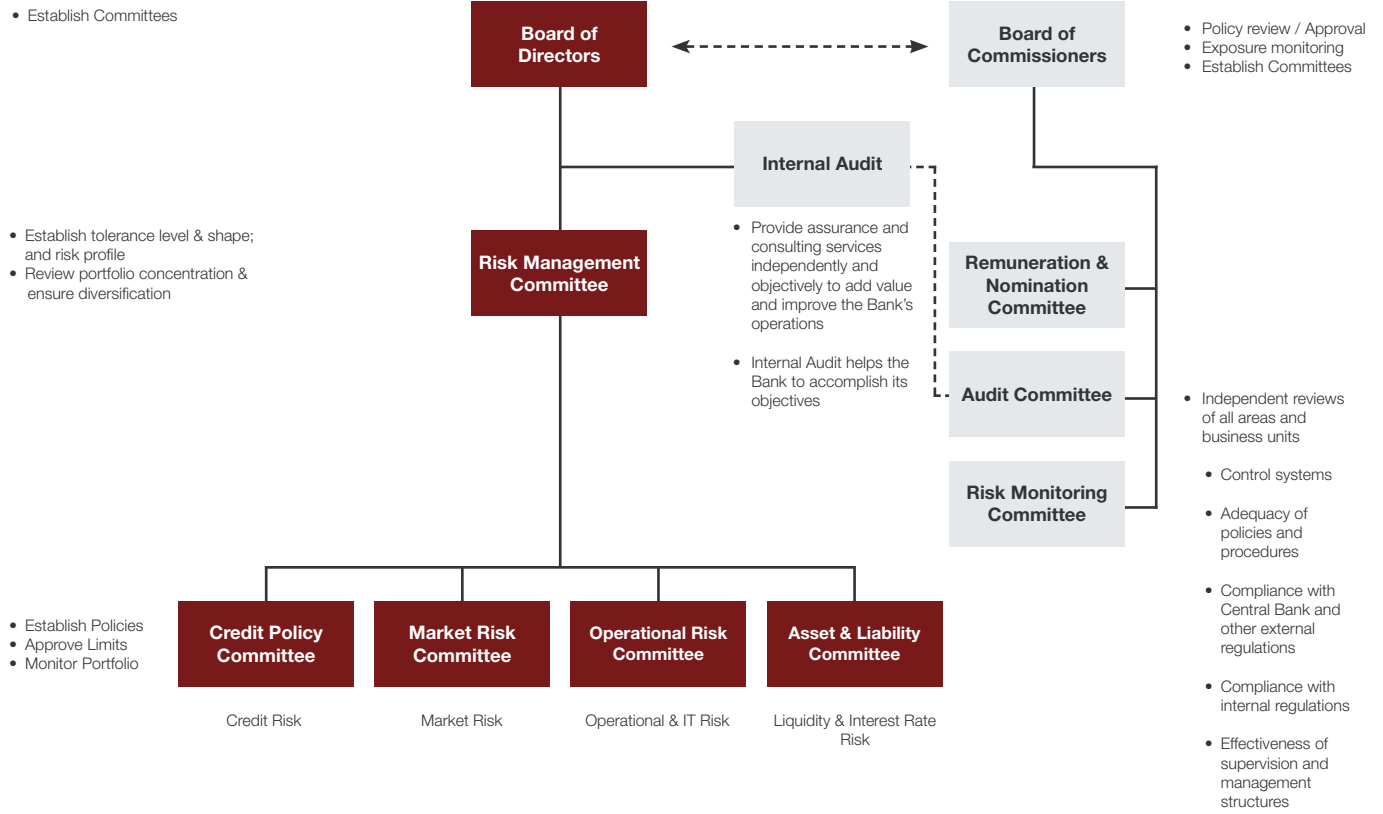 • Establish Committees
Board of
Directors
Board of
Commissioners
• Policy review / Approval
• Exposure monitoring
• Establish Committees
Internal Audit
• Provide assurance and
consulting services
independently and
objectively to add value
and improve the Bank’s
operations
• Internal Audit helps the
Bank to accomplish its
objectives
• Establish tolerance level & shape;
and risk profile
• Review portfolio concentration &
ensure diversification
Risk Management
Committee
Remuneration &
Nomination
Committee
Audit Committee
Risk Monitoring
Committee
• Independent reviews
of all areas and
business units
• Control systems
• Adequacy of
policies and
procedures
• Compliance with
Central Bank and
other external
regulations
• Compliance with
internal regulations
• Effectiveness of
supervision and
management
structures
• Establish Policies
• Approve Limits
• Monitor Portfolio
Credit Policy
Committee
Market Risk
Committee
Operational Risk
Committee
Asset & Liability
Committee
Credit Risk
Market Risk
Operational & IT Risk
Liquidity & Interest Rate
Risk